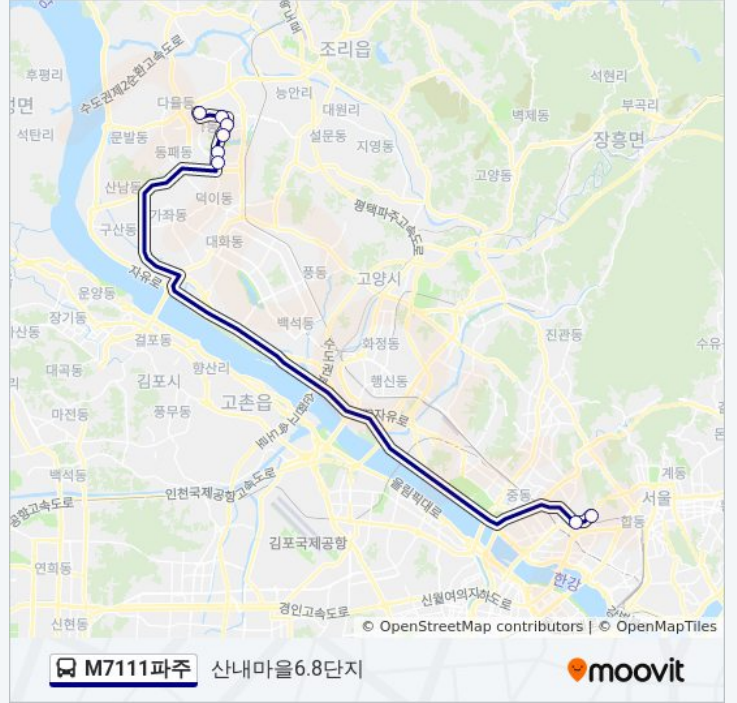 조리읍
수도권제2순환고속도로
후평리
석현리
다율동
능안리
부곡리
대원리
벽제동
석탄리
문발동
설문동
장흥면
지영동
동패동
고양동
산남동
덕이동
가좌동
평택파주고속도로
구산동
대화동
자유로
풍동
고양시
운양동
장기동
백석동
진관동
걸포동
화정동
대곡동
향산리
김포시
행신동
고촌읍
마전동
풍무동
백석동
계동
인천국제공항고속도로
올림픽대로
중동
서울
합동
김포국제공항
연희동
한강
신월여의지하도로
경인고속도로
신현동
© OpenStreetMap contributors | © OpenMapTiles
M7111파주
산내마을6.8단지
moovit